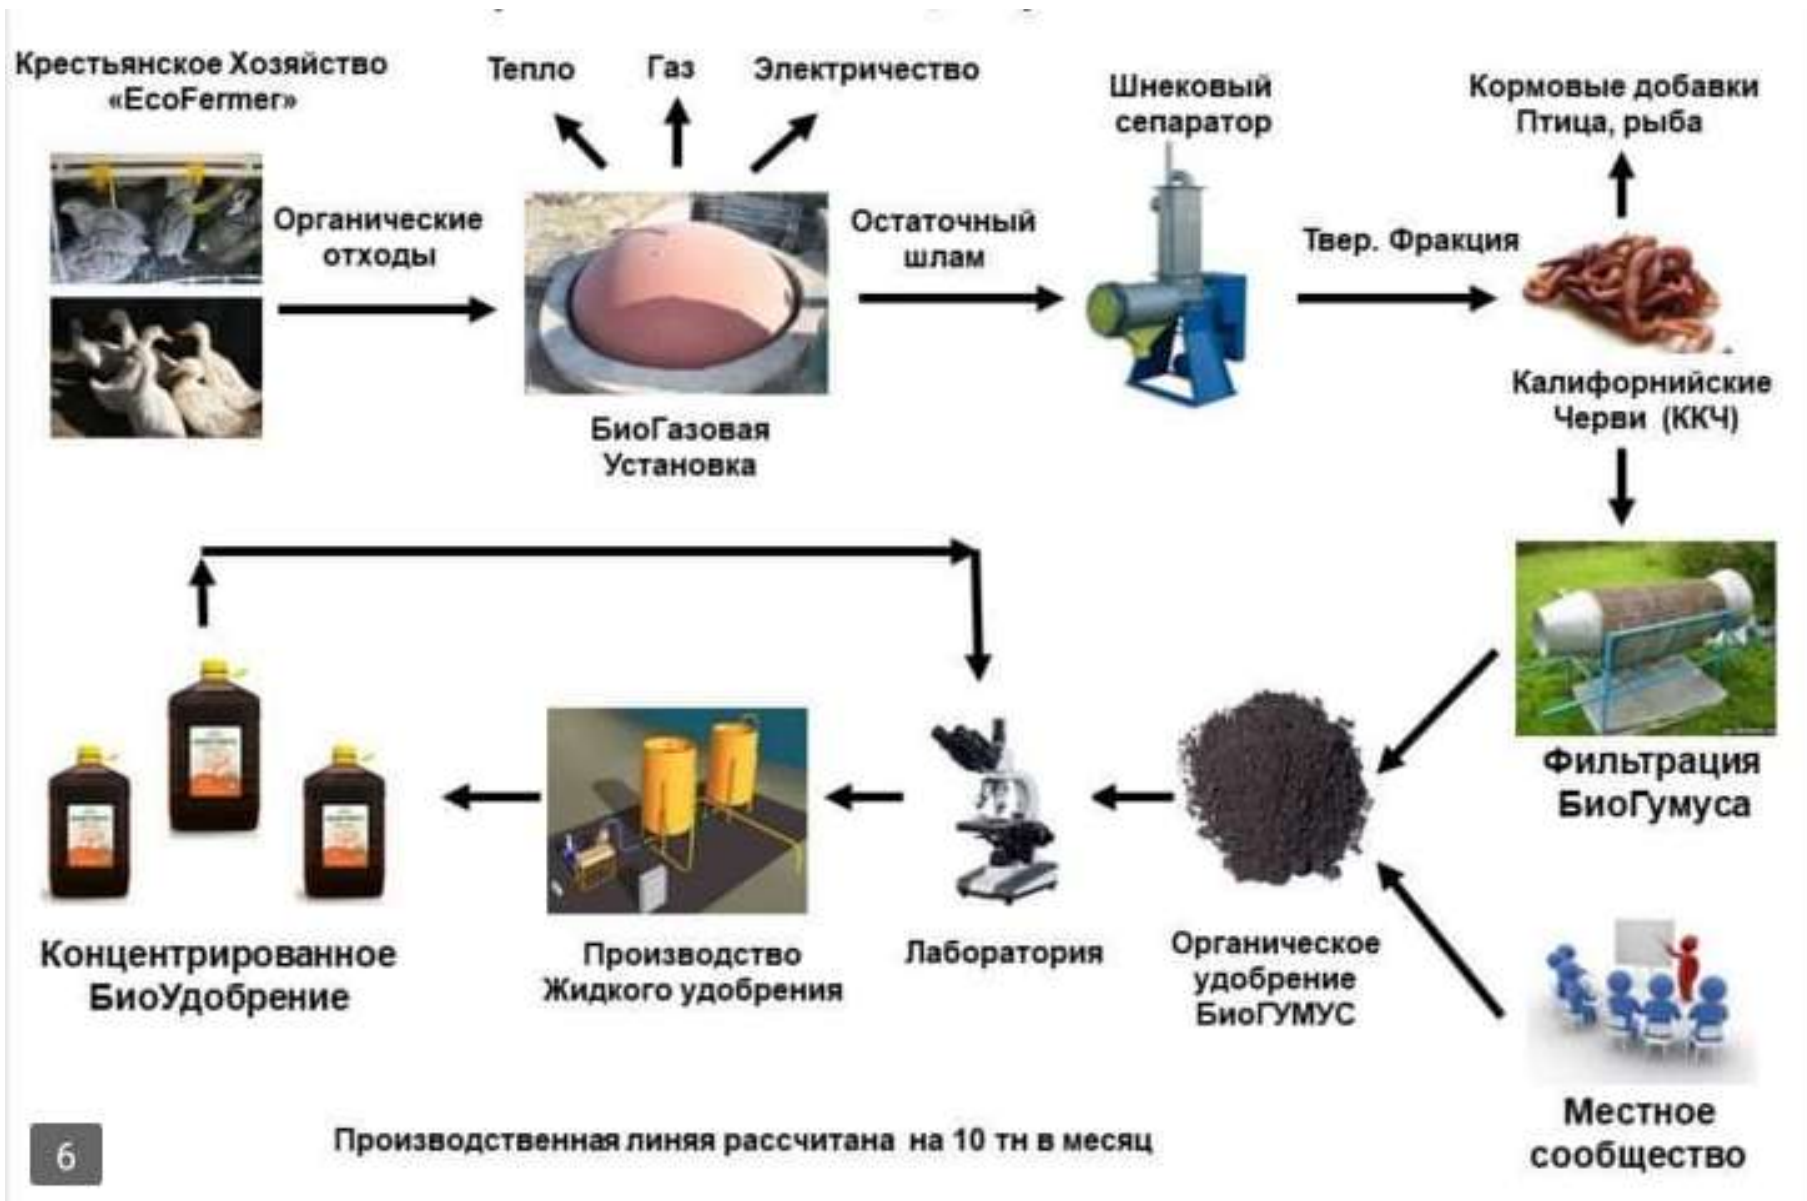 Крестьянское Хозяйство
«EcoFermer»
Тепло
Газ
Электричество
Шнековый
сепаратор
Кормовые добавки
Птица, рыба
Органические
отходы
Остаточный
шлам
Твер. Фракция
БиоГазовая
Установка
Калифорнийские
Черви (ККЧ)
Фильтрация
БиоГумуса
Концентрированное
БиоУдобрение
Производство
Жидкого удобрения
Лаборатория
Органическое
удобрение
БиоГУМУС
Местное
сообщество
Производственная линия рассчитана на 10 тн в месяц
6